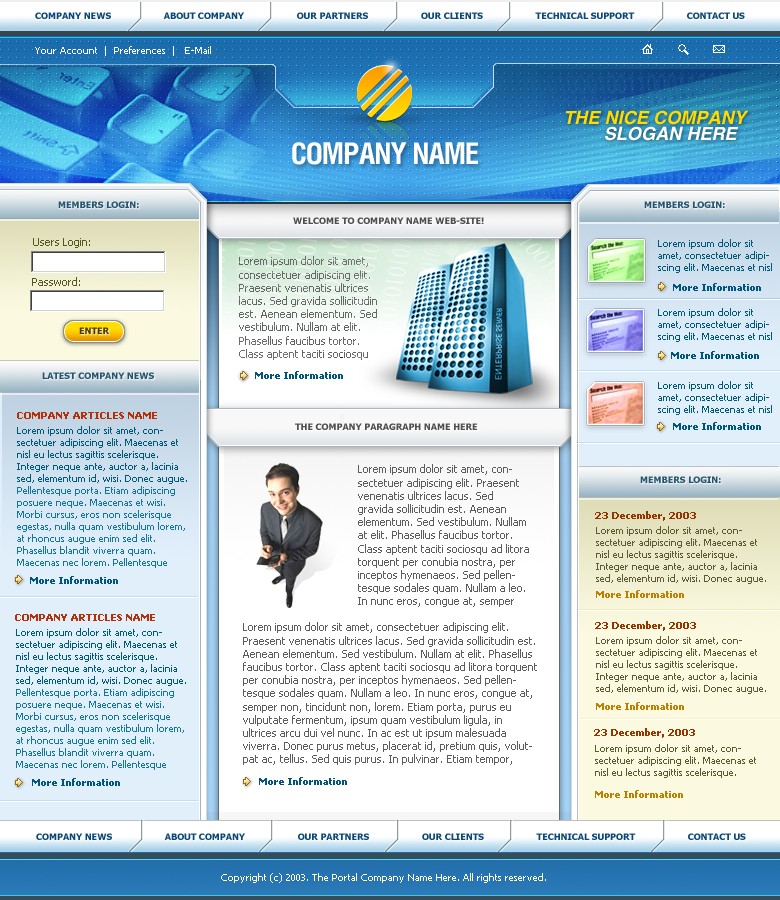 COMPANY NEWS
ABOUT COMPANY
OUR PARTNERS
OUR CLIENTS
TECHNICAL SUPPORT
CONTACT US
Your Account | Preferences | E-Mail
COMPANY NAME
THE NICE COMPANY
SLOGAN HERE
MEMBERS LOGIN:
Users Login:
Password:
ENTER
LATEST COMPANY NEWS
COMPANY ARTICLES NAME
Lorem ipsum dolor sit amet, con-
sectetuer adipiscing elit. Maecenas et
nisl eu lectus sagittis scelerisque.
Integer neque ante, auctor a, lacinia
sed, elementum id, wisi. Donec augue.
Pellentesque porta. Etiam adipiscing
posuere neque. Maecenas et wisi.
Morbi cursus, eros non scelerisque
egestas, nulla quam vestibulum lorem,
at rhoncus augue enim sed elit.
Phasellus blandit viverra quam.
Maecenas nec lorem. Pellentesque
More Information
COMPANY ARTICLES NAME
Lorem ipsum dolor sit amet, con-
sectetuer adipiscing elit. Maecenas et
nisl eu lectus sagittis scelerisque.
Integer neque ante, auctor a, lacinia
sed, elementum id, wisi. Donec augue.
Pellentesque porta. Etiam adipiscing
posuere neque. Maecenas et wisi.
Morbi cursus, eros non scelerisque
egestas, nulla quam vestibulum lorem,
at rhoncus augue enim sed elit.
Phasellus blandit viverra quam.
Maecenas nec lorem. Pellentesque
More Information
WELCOME TO COMPANY NAME WEB-SITE!
Lorem ipsum dolor sit amet,
consectetuer adipiscing elit.
Praesent venenatis ultrices
lacus. Sed gravida sollicitudin
est. Aenean elementum. Sed
vestibulum. Nullam at elit.
Phasellus faucibus tortor.
Class aptent taciti sociosqu
More Information
THE COMPANY PARAGRAPH NAME HERE
Lorem ipsum dolor sit amet, con-
sectetuer adipiscing elit. Praesent
venenatis ultrices lacus. Sed
gravida sollicitudin est. Aenean
elementum. Sed vestibulum. Nullam
at elit. Phasellus faucibus tortor.
Class aptent taciti sociosqu ad litora
torquent per conubia nostra, per
inceptos hymenaeos. Sed pellen-
tesque sodales quam. Nullam a leo.
In nunc eros, congue at, semper
Lorem ipsum dolor sit amet, consectetuer adipiscing elit.
Praesent venenatis ultrices lacus. Sed gravida sollicitudin est.
Aenean elementum. Sed vestibulum. Nullam at elit. Phasellus
faucibus tortor. Class aptent taciti sociosqu ad litora torquent
per conubia nostra, per inceptos hymenaeos. Sed pellen-
tesque sodales quam. Nullam a leo. In nunc eros, congue at,
semper non, tincidunt non, lorem. Etiam porta, purus eu
vulputate fermentum, ipsum quam vestibulum ligula, in
ultrices arcu dui vel nunc. In ac est ut ipsum malesuada
viverra. Donec purus metus, placerat id, pretium quis, volut-
pat ac, tellus. Sed quis purus. In pulvinar. Etiam tempor,
More Information
MEMBERS LOGIN:
Lorem ipsum dolor sit
amet, consectetuer adipi-
scing elit. Maecenas et nisl
More Information
Lorem ipsum dolor sit
amet, consectetuer adipi-
scing elit. Maecenas et nisl
More Information
Lorem ipsum dolor sit
amet, consectetuer adipi-
scing elit. Maecenas et nisl
More Information
MEMBERS LOGIN:
23 December, 2003
Lorem ipsum dolor sit amet, con-
sectetuer adipiscing elit. Maecenas et
nisl eu lectus sagittis scelerisque.
Integer neque ante, auctor a, lacinia
sed, elementum id, wisi. Donec augue.
More Information
23 December, 2003
Lorem ipsum dolor sit amet, con-
sectetuer adipiscing elit. Maecenas et
nisl eu lectus sagittis scelerisque.
Integer neque ante, auctor a, lacinia
sed, elementum id, wisi. Donec augue.
More Information
23 December, 2003
Lorem ipsum dolor sit amet, con-
sectetuer adipiscing elit. Maecenas et
nisl eu lectus sagittis scelerisque.
More Information
COMPANY NEWS
ABOUT COMPANY
OUR PARTNERS
OUR CLIENTS
TECHNICAL SUPPORT
CONTACT US
Copyright (c) 2003. The Portal Company Name Here. All rights reserved.